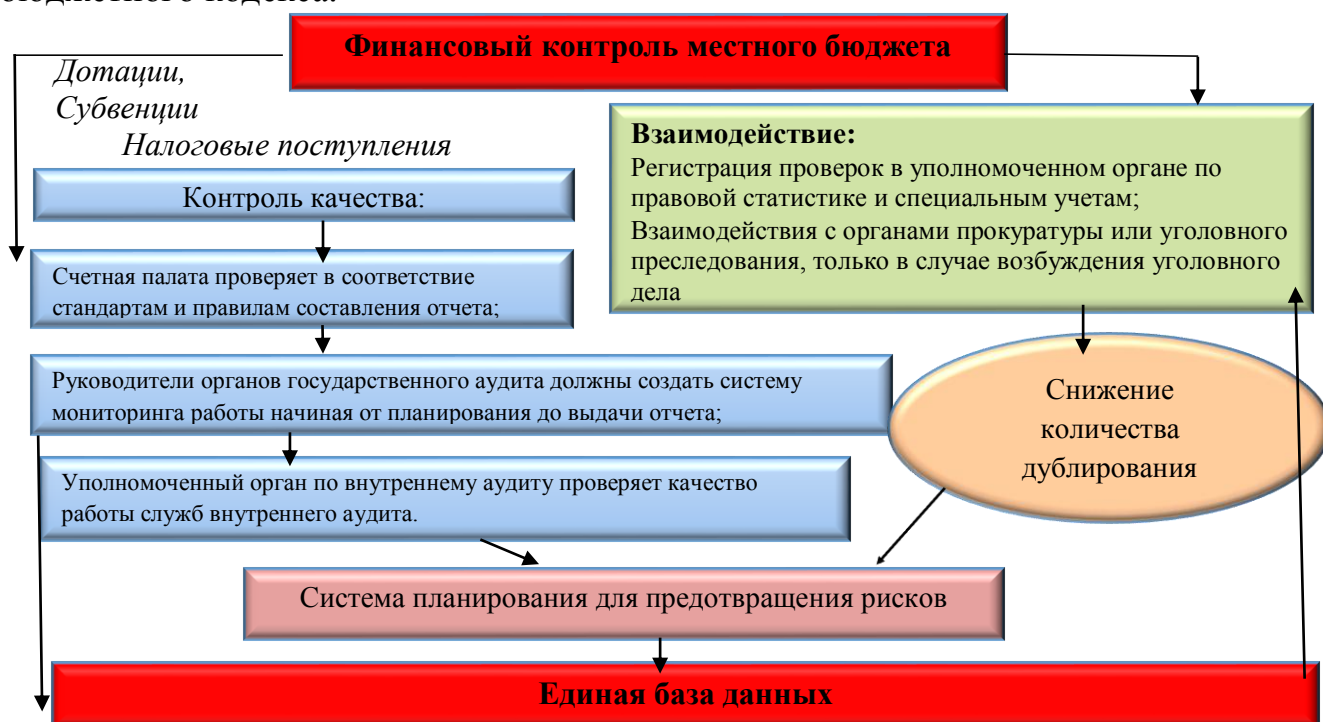 бюджетного кодекса.
Финансовый контроль местного бюджета
Дотации,
Субвенции
Налоговые поступления
Контроль качества:
Счетная палата проверяет в соответствие
стандартам и правилам составления отчета;
Руководители органов государственного аудита должны создать систему
мониторинга работы начиная от планирования до выдачи отчета;
Уполномоченный орган по внутреннему аудиту проверяет качество
работы служб внутреннего аудита.
Взаимодействие:
Регистрация проверок в уполномоченном органе по
правовой статистике и специальным учетам;
Взаимодействия с органами прокуратуры или уголовного
преследования, только в случае возбуждения уголовного
дела
Снижение
количества
дублирования
Система планирования для предотвращения рисков
Единая база данных